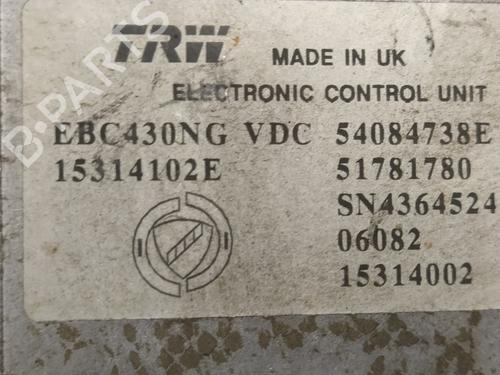 TRW
MADE IN UK
ELECTRONIC CONTROL UNIT
EBC430NG VDC 54084738E
15314102E 51781780
SN4364524
06082
15314002
B-PARTS